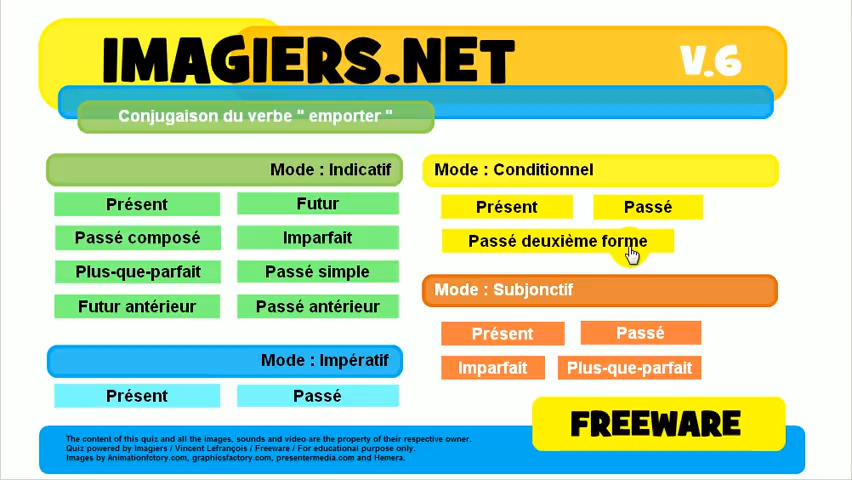 IMAGIERS.NET
V.6
Conjugaison du verbe " emporter "
Mode : Indicatif
Présent
Futur
Passé composé
Imparfait
Plus-que-parfait
Passé simple
Futur antérieur
Passé antérieur
Mode : Impératif
Présent
Passé
Mode : Conditionnel
Présent
Passé
Passé deuxième forme
Mode : Subjonctif
Présent
Passé
Imparfait
Plus-que-parfait
FREEWARE
The content of this quiz and all the images, sounds and video are the property of their respective owner.
Quiz powered by Imagiers / Vincent Lefrançois / Freeware / For educational purpose only.
Images by Animationfctory.com, graphicsfactory.com, presentermedia.com and Hemera.